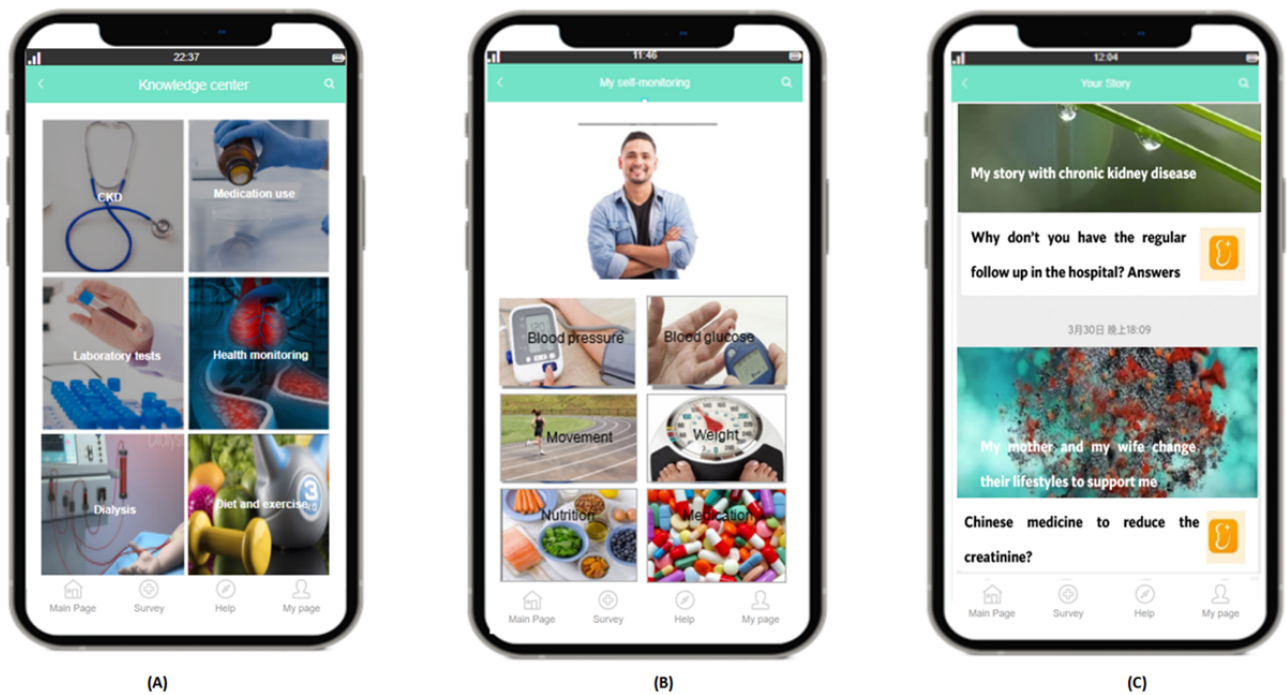 22:37
Knowledge center
CKD
Medication use
Laboratory tests
Health monitoring
Dialysis
Diet and exercise
Main Page
Survey
Help
My page
(A)
11:46
My self-monitoring
Blood pressure
Blood glucose
Movement
Weight
Nutrition
Medication
Main Page
Survey
Help
My page
(B)
12:04
Your Story
My story with chronic kidney disease
Why don't you have the regular
follow up in the hospital? Answers
3月30日 晚上18:09
My mother and my wife change
their lifestyles to support me
Chinese medicine to reduce the
creatinine?
Main Page
Survey
Help
My page
(C)